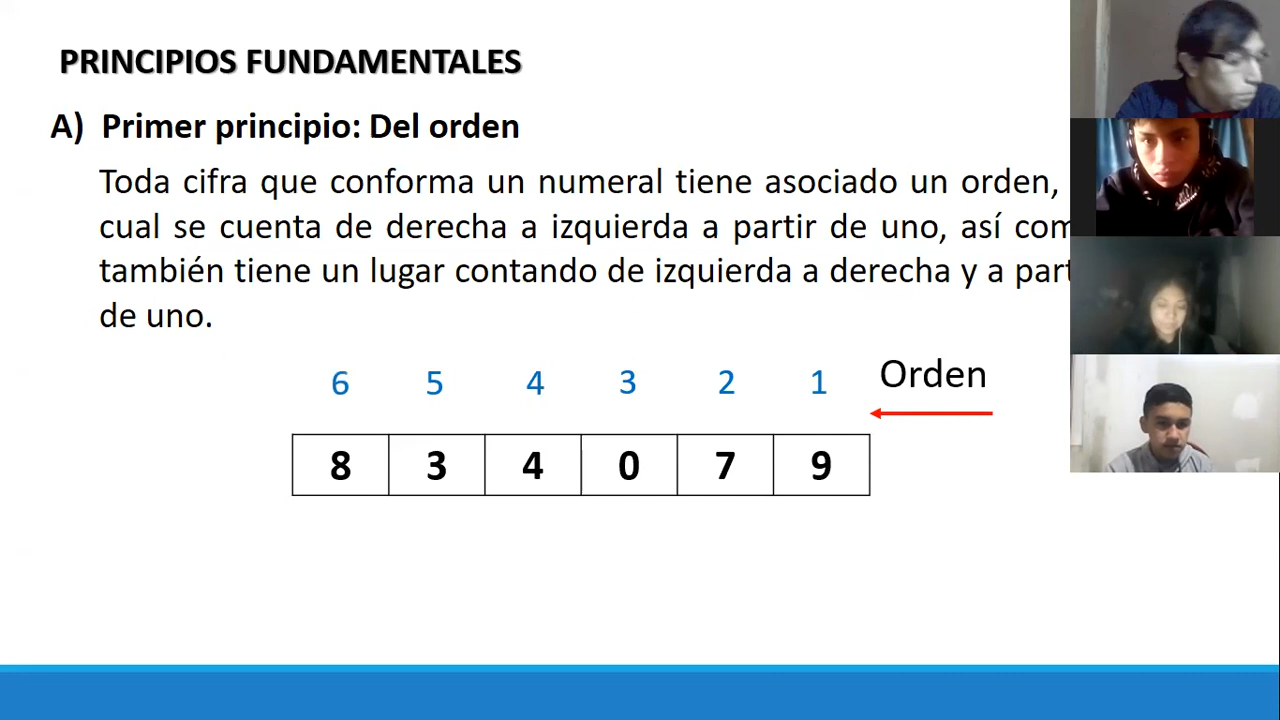 PRINCIPIOS FUNDAMENTALES
A) Primer principio: Del orden
Toda cifra que conforma un numeral tiene asociado un orden,
cual se cuenta de derecha a izquierda a partir de uno, así
también tiene un lugar contando de izquierda a derecha y a
de uno.
6 5 4 3 2 1 Orden
8 3 4 0 7 9